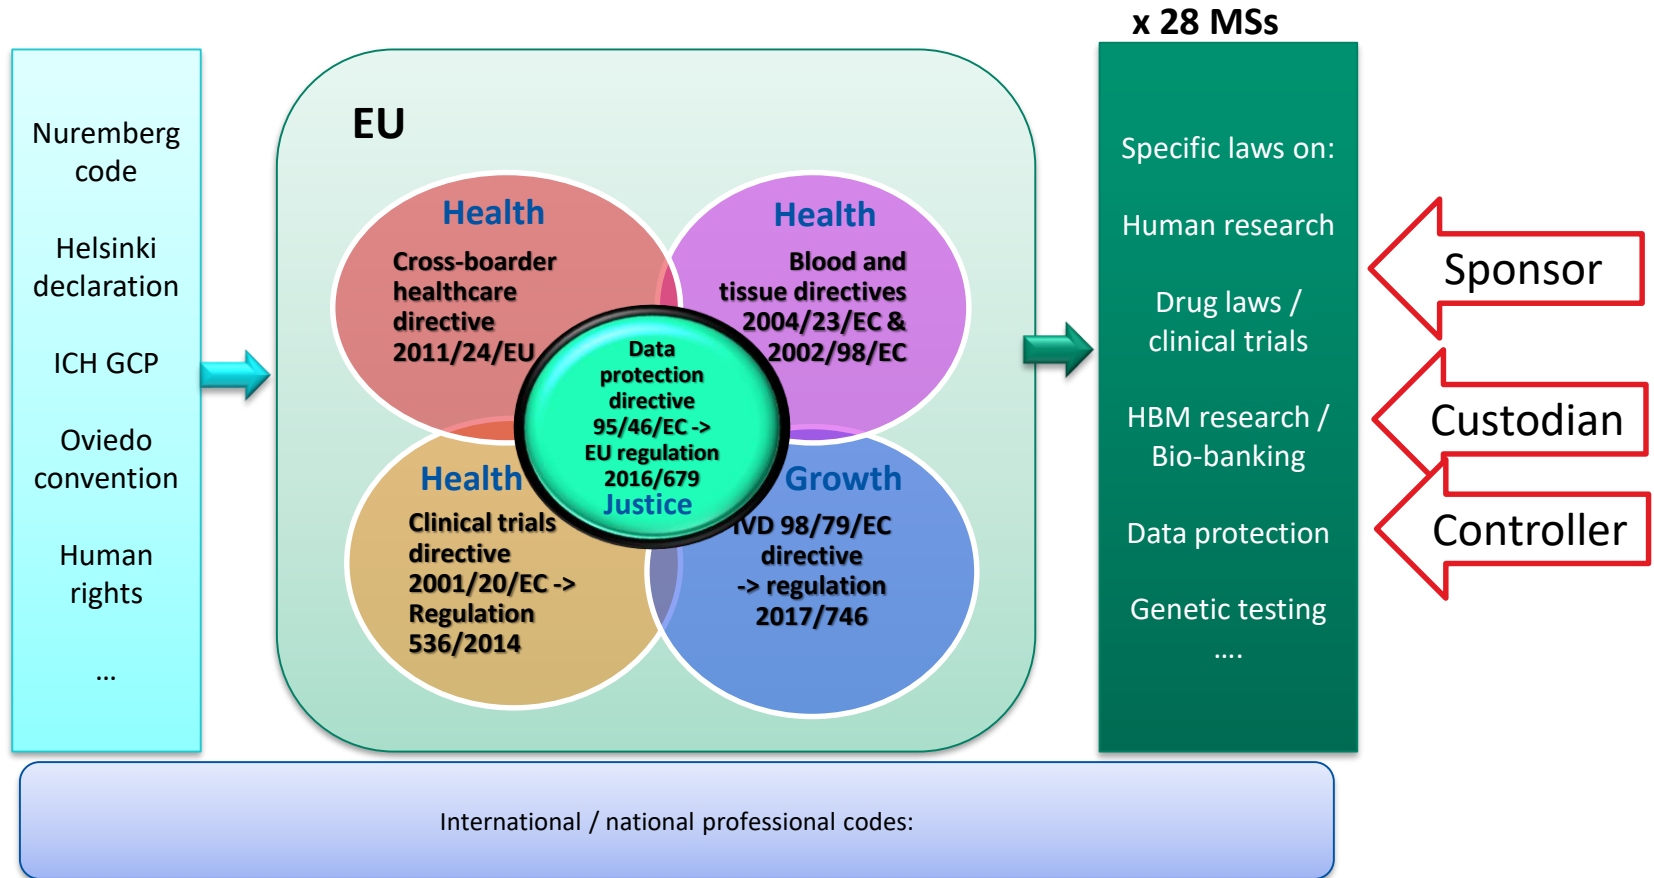 x 28 MSs
Nuremberg
code
Helsinki
declaration
ICH GCP
Oviedo
convention
Human
rights
...
EU
Health
Cross-boarder
healthcare
directive
2011/24/EU
Health
Blood and
tissue directives
2004/23/EC &
2002/98/EC
Data
protection
directive
95/46/EC ->
EU regulation
2016/679
Justice
Health
Clinical trials
directive
2001/20/EC ->
Regulation
536/2014
Growth
IVD 98/79/EC
directive
-> regulation
2017/746
Specific laws on:
Human research
Drug laws /
clinical trials
HBM research /
Bio-banking
Data protection
Genetic testing
....
Sponsor
Custodian
Controller
International / national professional codes: